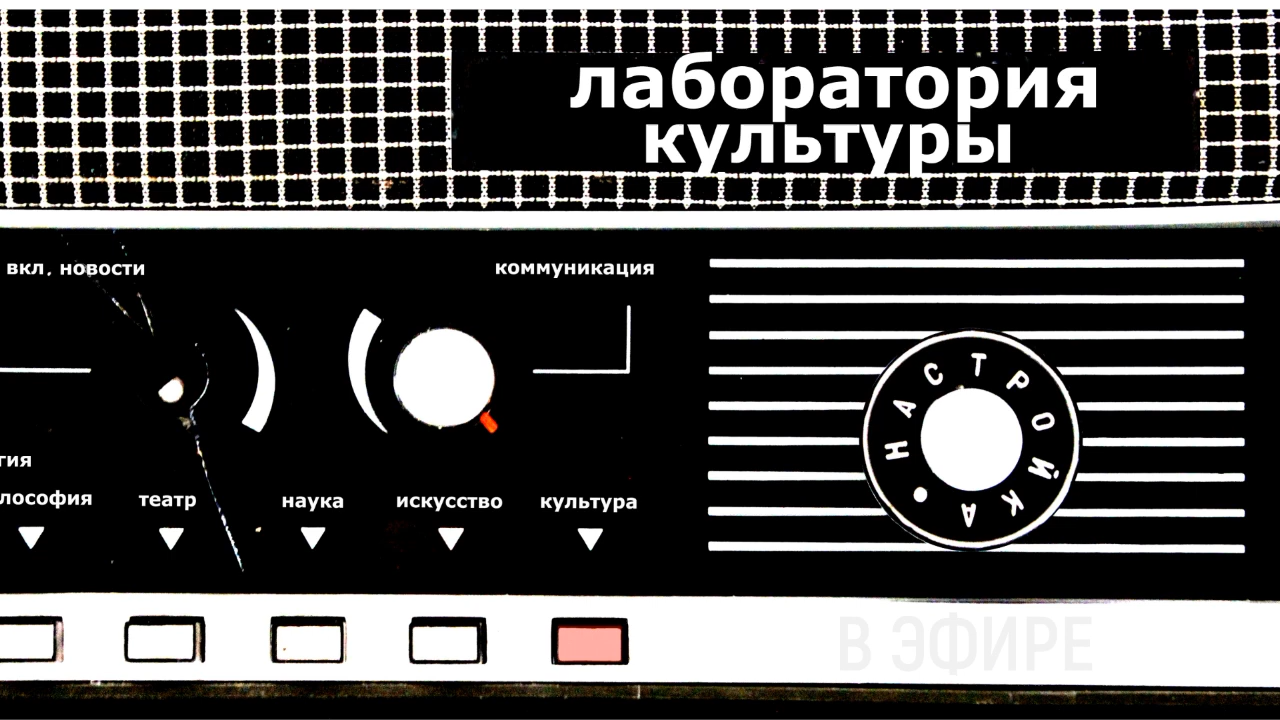 лаборатория
культуры
вкл. новости
коммуникация
гия
лософия
театр
наука
искусство
культура
НАСТРОЙКА
В ЭФИРЕ